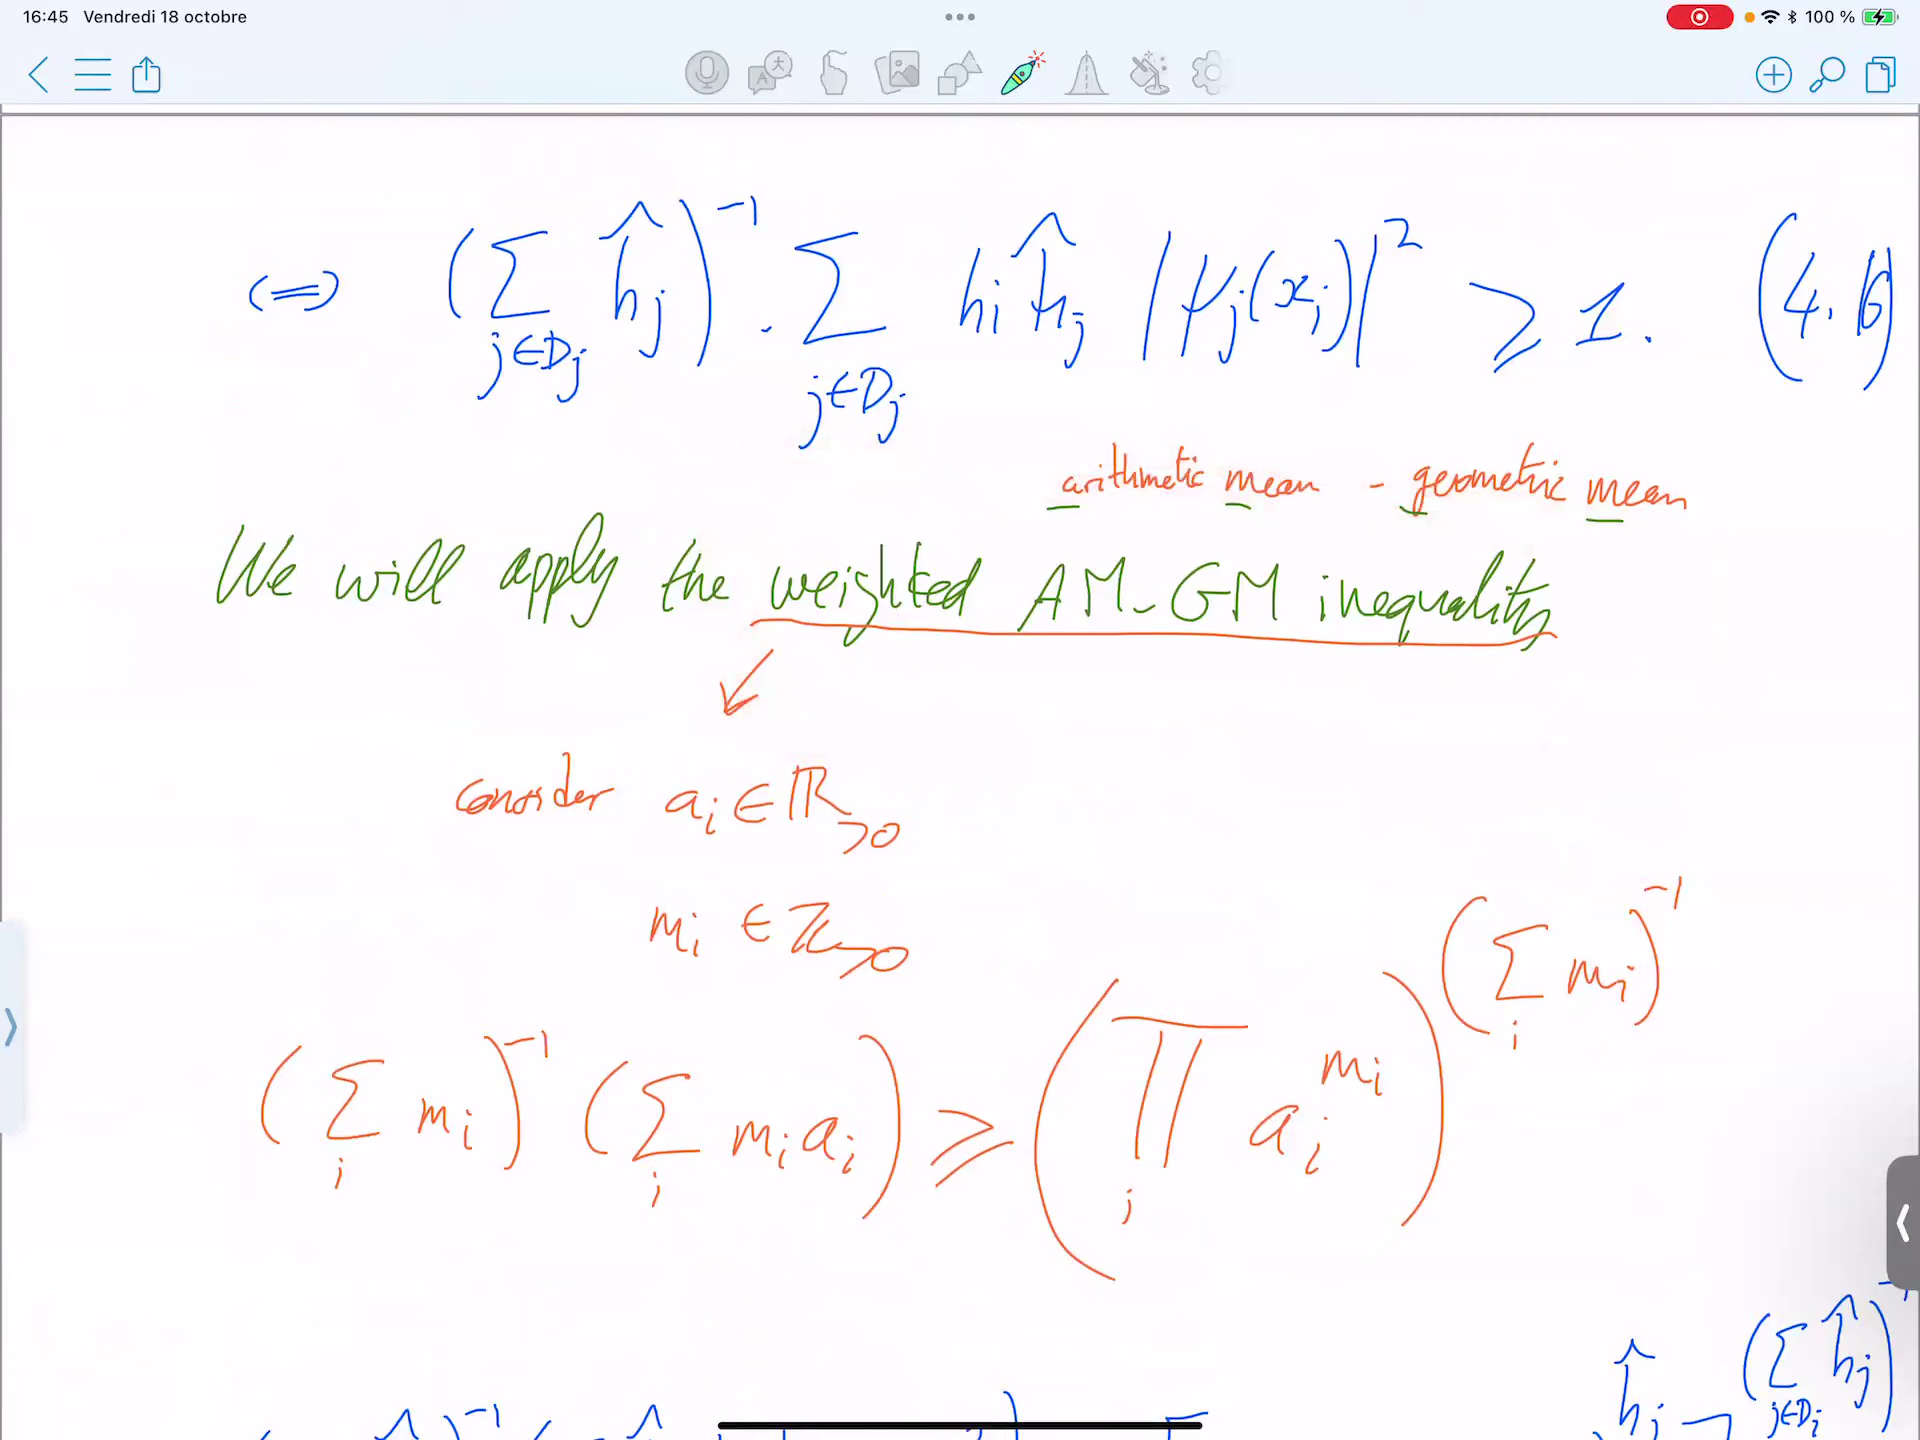 16:45 Vendredi 18 octobre 100 %
⟺ (∑_{j∈D_j} ĥ_j)^{-1} . ∑_{j∈D_j} h_i ĥ_j |ψ_j(x_i)|^2 ≥ 1. (4.6)
arithmetic mean - geometric mean
We will apply the weighted AM-GM inequality
consider a_i ∈ ℝ_{>0}
m_i ∈ ℤ_{>0}
(∑_i m_i)^{-1} (∑_i m_i a_i) ≥ (∏_i a_i^{m_i})^{(∑_i m_i)^{-1}}